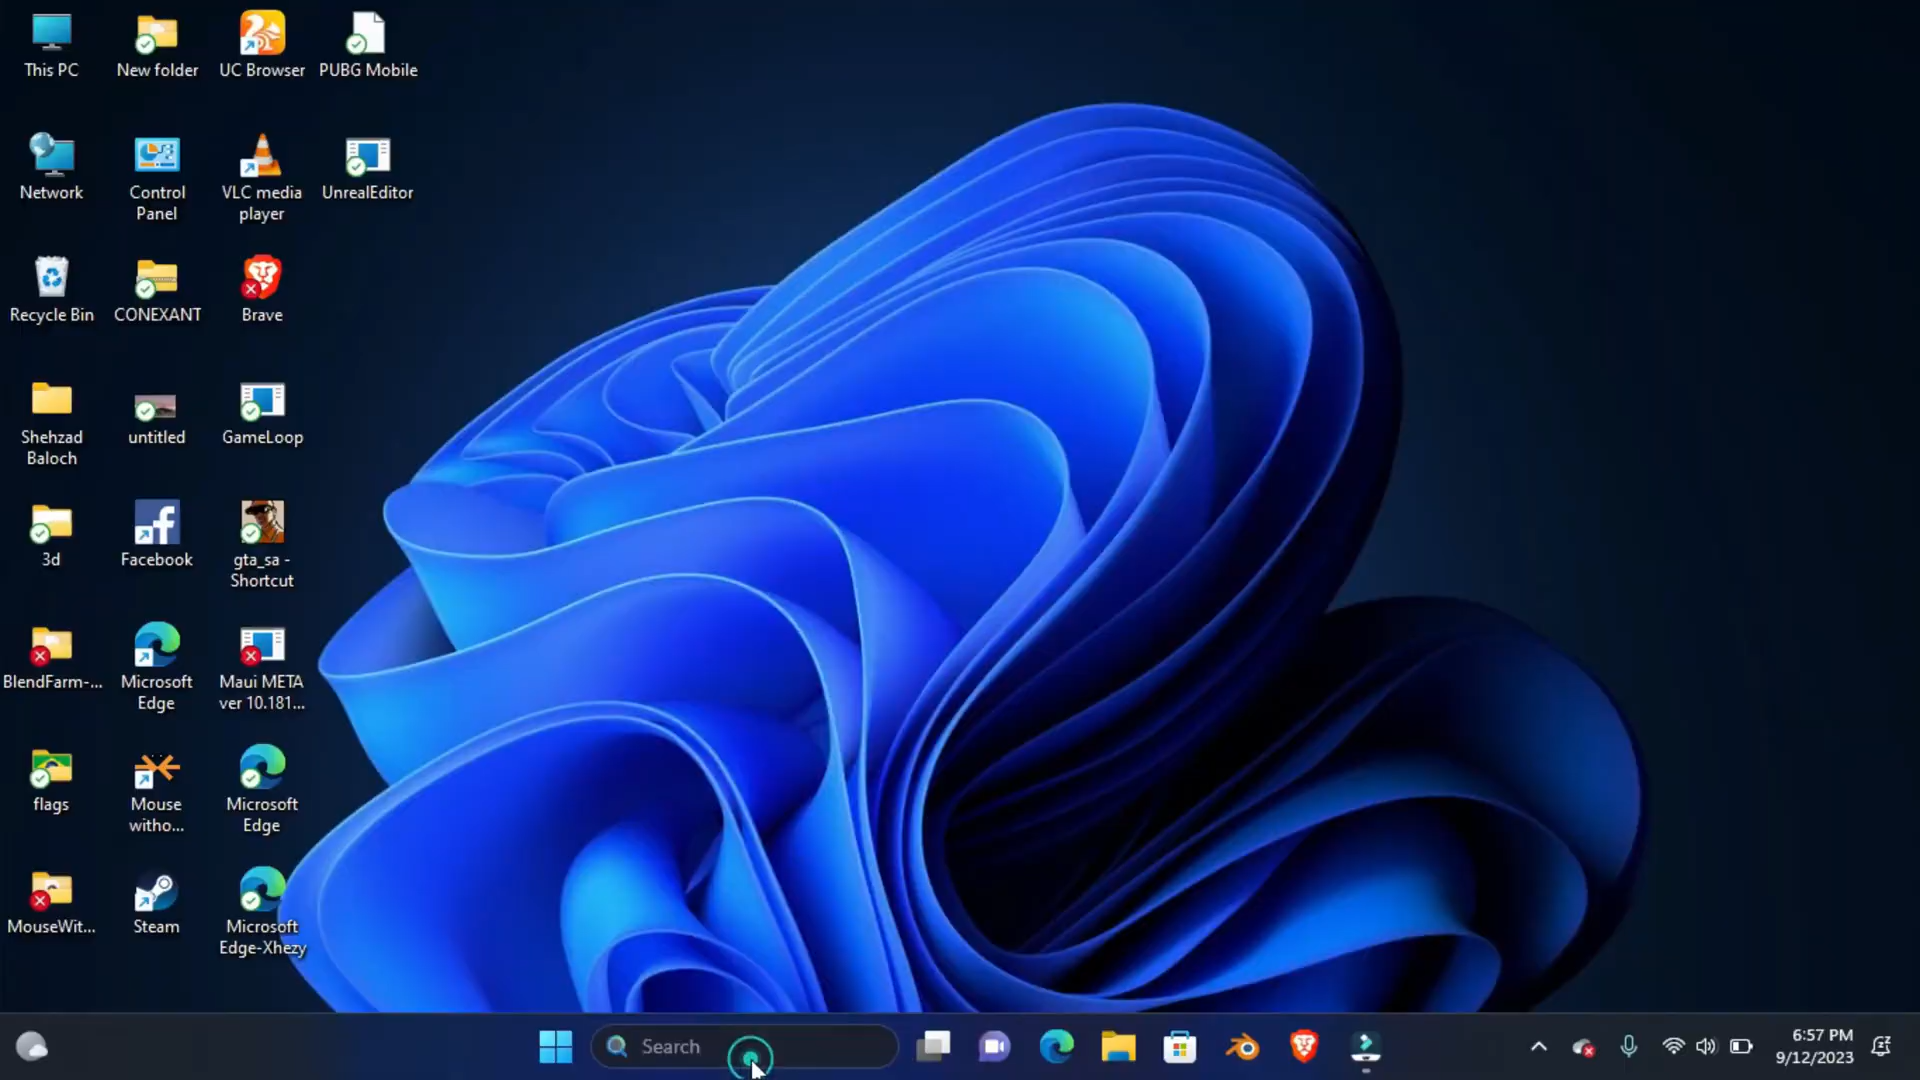 This PC
New folder
UC Browser
PUBG Mobile
Network
Control
Panel
VLC media
player
UnrealEditor
Recycle Bin
CONEXANT
Brave
Shehzad
Baloch
untitled
GameLoop
3d
Facebook
gta_sa -
Shortcut
BlendFarm-...
Microsoft
Edge
Maui META
ver 10.181...
flags
Mouse
witho...
Microsoft
Edge
MouseWit...
Steam
Microsoft
Edge-Xhezy
Search
6:57 PM
9/12/2023